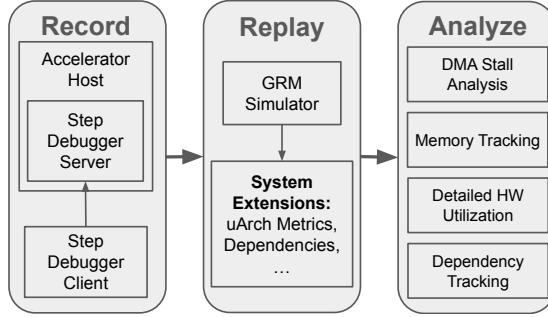 Record
Accelerator
Host
Step
Debugger
Server
Step
Debugger
Client
Replay
GRM
Simulator
System
Extensions:
uArch Metrics,
Dependencies,
…
Analyze
DMA Stall
Analysis
Memory Tracking
Detailed HW
Utilization
Dependency
Tracking